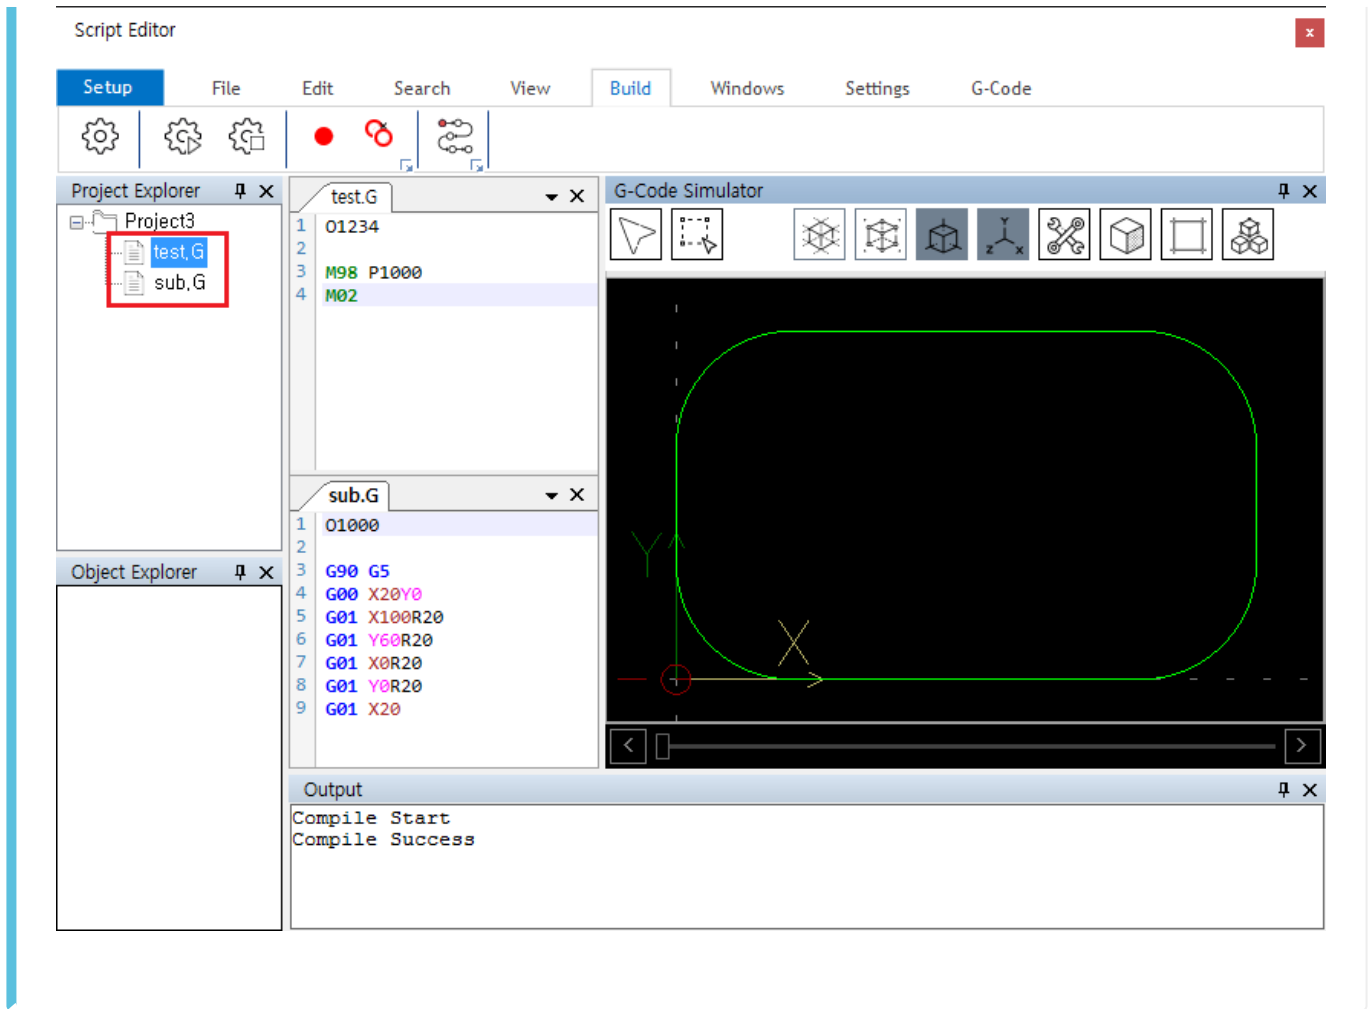 Script Editor
x
Setup File Edit Search View Build Windows Settings G-Code
Project Explorer
Project3
test.G
sub.G
Object Explorer
test.G
1 O1234
2
3 M98 P1000
4 M02
sub.G
1 O1000
2
3 G90 G5
4 G00 X20Y0
5 G01 X100R20
6 G01 Y60R20
7 G01 X0R20
8 G01 Y0R20
9 G01 X20
G-Code Simulator
Y
z x
Y
X
< >
Output
Compile Start
Compile Success